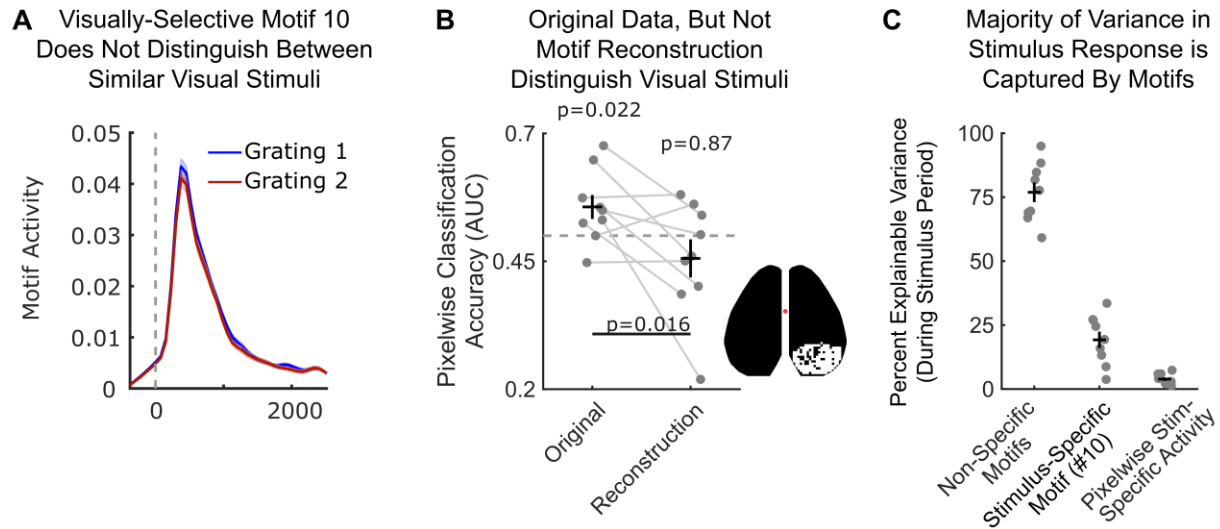 A
Visually-Selective Motif 10
Does Not Distinguish Between
Similar Visual Stimuli
Motif Activity
0.05
0.04
0.03
0.02
0.01
0
0
1000
2000
Grating 1
Grating 2
B
Original Data, But Not
Motif Reconstruction
Distinguish Visual Stimuli
Pixelwise Classification
Accuracy (AUC)
0.7
0.45
0.2
p=0.022
p=0.87
p=0.016
Original
Reconstruction
C
Majority of Variance in
Stimulus Response is
Captured By Motifs
Percent Explainable Variance
(During Stimulus Period)
100
75
50
25
0
Non-Specific
Motifs
Stimulus-Specific
Motif (#10)
Pixelwise Stim-
Specific Activity